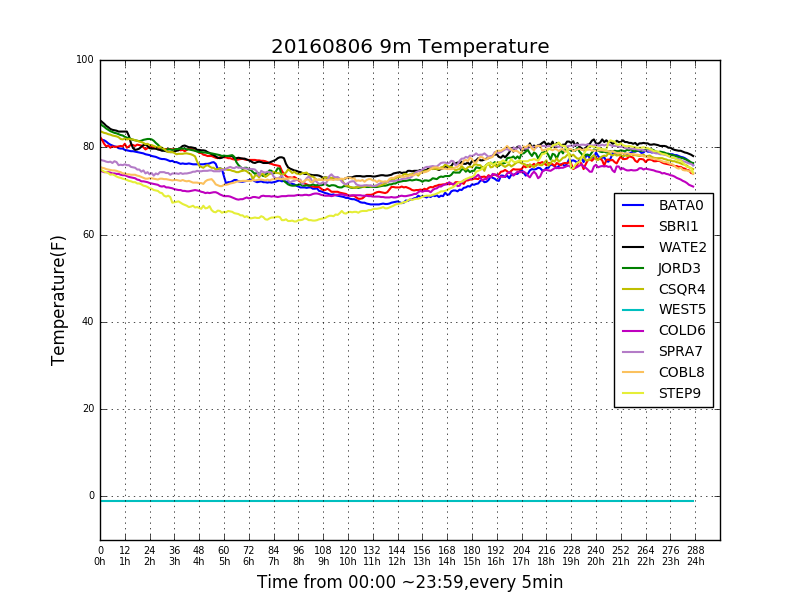 20160806 9m Temperature
100
80
60
40
20
0
Temperature(F)
BATA0
SBRI1
WATE2
JORD3
CSQR4
WEST5
COLD6
SPRA7
COBL8
STEP9
0 12 24 36 48 60 72 84 96 108 120 132 144 156 168 180 192 204 216 228 240 252 264 276 288
0h 1h 2h 3h 4h 5h 6h 7h 8h 9h 10h 11h 12h 13h 14h 15h 16h 17h 18h 19h 20h 21h 22h 23h 24h
Time from 00:00 ~23:59,every 5min